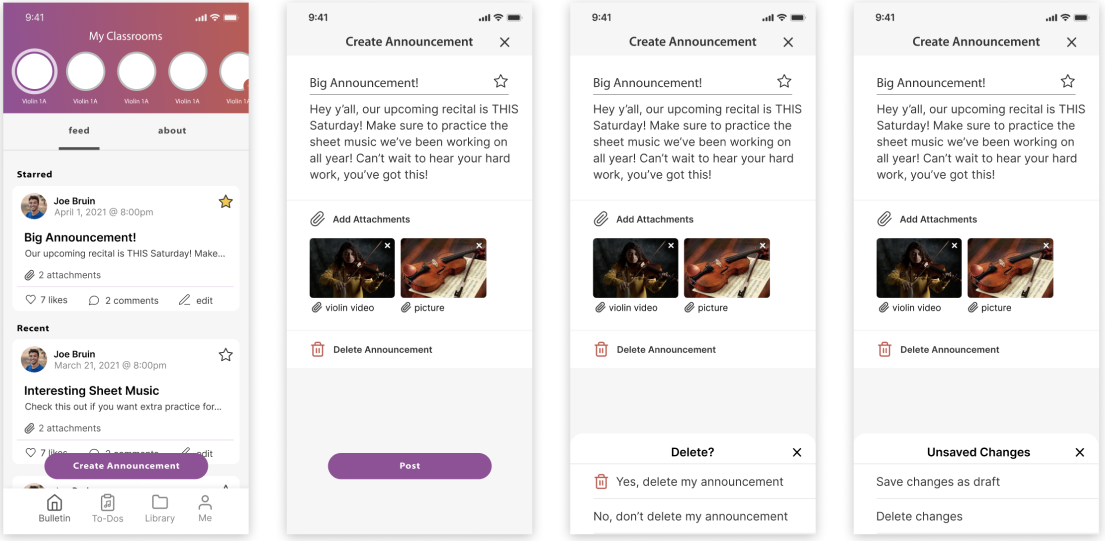 9:41
My Classrooms
Violin 1A
Violin 1A
Violin 1A
Violin 1A
Violin 1A
feed
about
Starred
Joe Bruin
April 1, 2021 @ 8:00pm
Big Announcement!
Our upcoming recital is THIS Saturday! Make...
2 attachments
7 likes
2 comments
edit
Recent
Joe Bruin
March 21, 2021 @ 8:00pm
Interesting Sheet Music
Check this out if you want extra practice for...
2 attachments
7 likes
2 comments
edit
Create Announcement
Bulletin
To-Dos
Library
Me
9:41
Create Announcement
Big Announcement!
Hey y'all, our upcoming recital is THIS
Saturday! Make sure to practice the
sheet music we've been working on
all year! Can't wait to hear your hard
work, you've got this!
Add Attachments
violin video
picture
Delete Announcement
Post
9:41
Create Announcement
Big Announcement!
Hey y'all, our upcoming recital is THIS
Saturday! Make sure to practice the
sheet music we've been working on
all year! Can't wait to hear your hard
work, you've got this!
Add Attachments
violin video
picture
Delete Announcement
Delete?
Yes, delete my announcement
No, don't delete my announcement
9:41
Create Announcement
Big Announcement!
Hey y'all, our upcoming recital is THIS
Saturday! Make sure to practice the
sheet music we've been working on
all year! Can't wait to hear your hard
work, you've got this!
Add Attachments
violin video
picture
Delete Announcement
Unsaved Changes
Save changes as draft
Delete changes